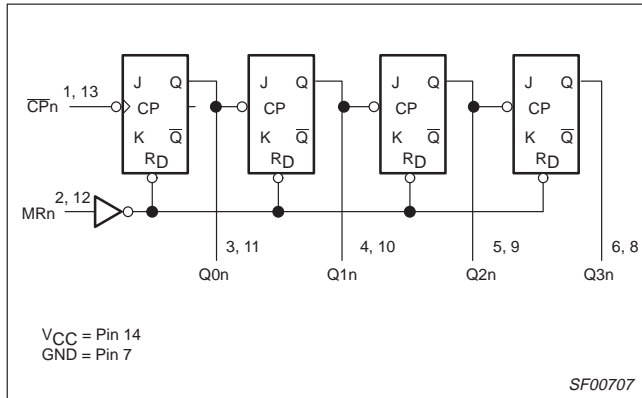 J Q J Q J Q J Q
1, 13
CPn CP CP CP CP
K Q K Q K Q K Q
RD RD RD RD
2, 12
MRn
3, 11 4, 10 5, 9 6, 8
Q0n Q1n Q2n Q3n
VCC = Pin 14
GND = Pin 7
SF00707